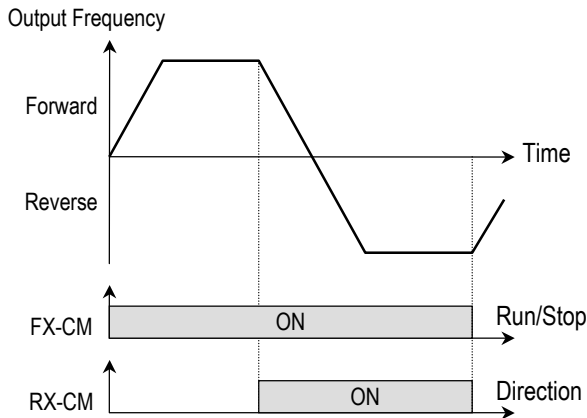 Output Frequency
Forward
Time
Reverse
FX-CM
ON
Run/Stop
RX-CM
ON
Direction